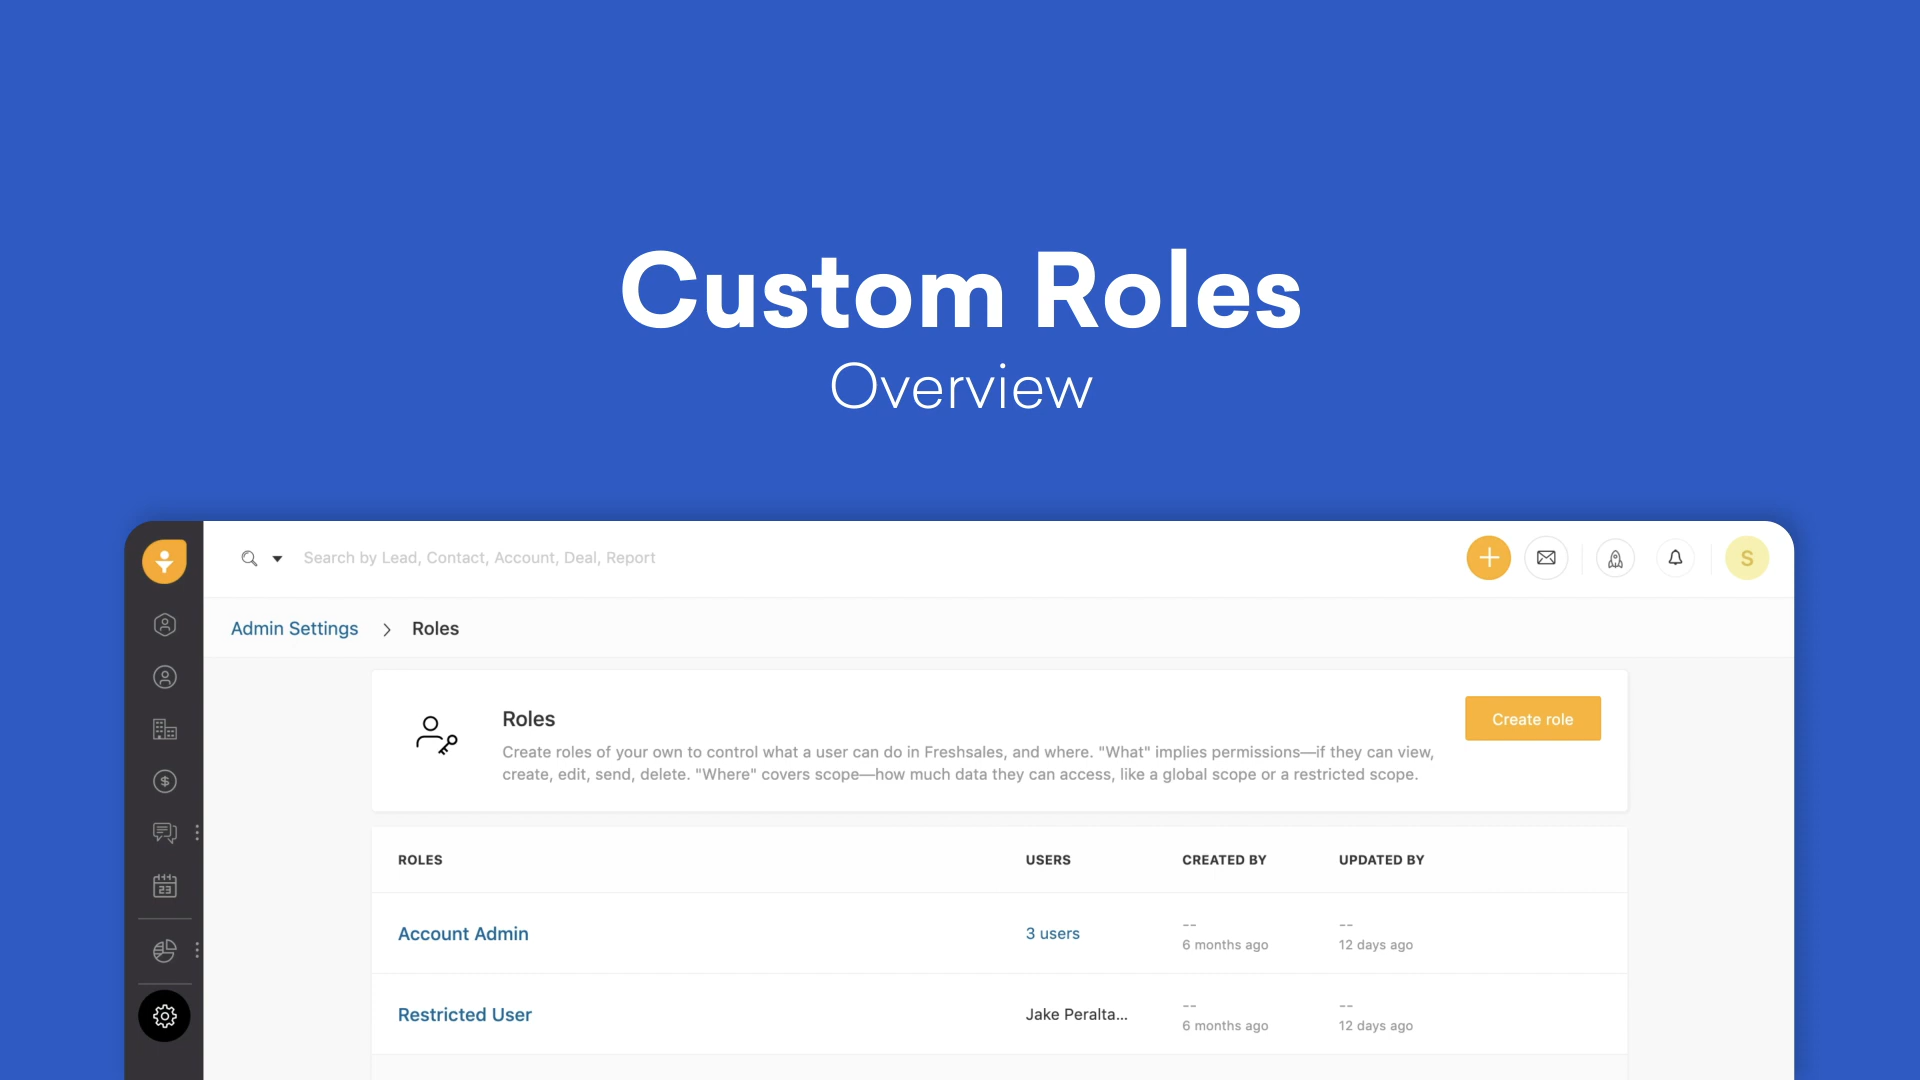 Custom Roles
Overview
Search by Lead, Contact, Account, Deal, Report
S
Admin Settings > Roles
Roles
Create role
Create roles of your own to control what a user can do in Freshsales, and where. "What" implies permissions—if they can view,
create, edit, send, delete. "Where" covers scope—how much data they can access, like a global scope or a restricted scope.
ROLES USERS CREATED BY UPDATED BY
Account Admin 3 users -- --
6 months ago 12 days ago
Restricted User Jake Peralta... -- --
6 months ago 12 days ago
23